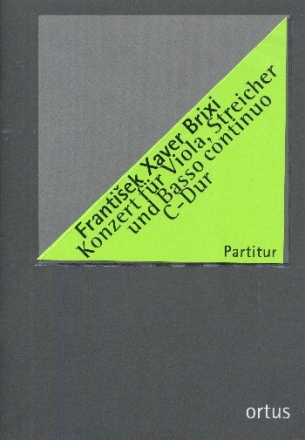 František Xaver Brixi
Konzert für Viola, Streicher
und Basso continuo
C-Dur
Partitur
ortus